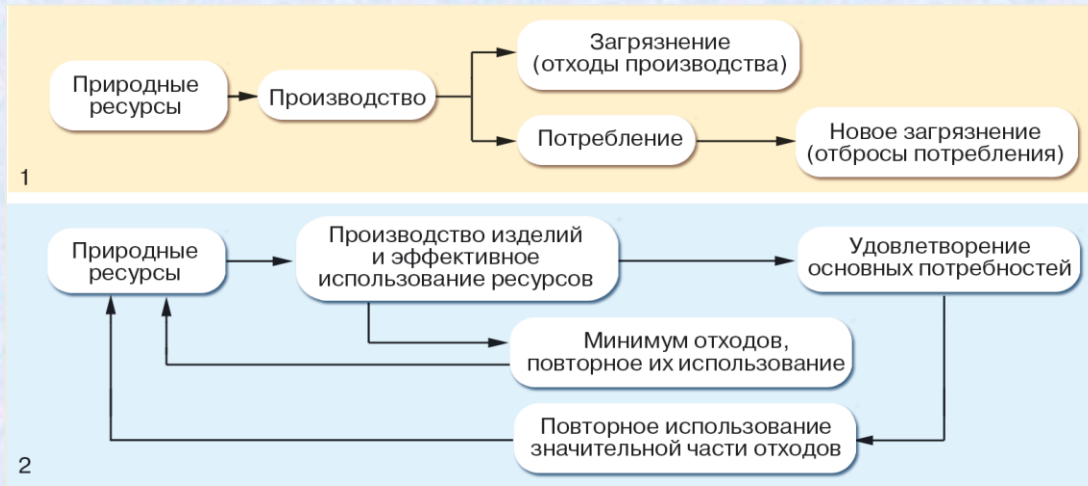 Природные
ресурсы
Производство
Загрязнение
(отходы производства)
Потребление
Новое загрязнение
(отбросы потребления)
1
Природные
ресурсы
Производство изделий
и эффективное
использование ресурсов
Удовлетворение
основных потребностей
Минимум отходов,
повторное их использование
Повторное использование
значительной части отходов
2